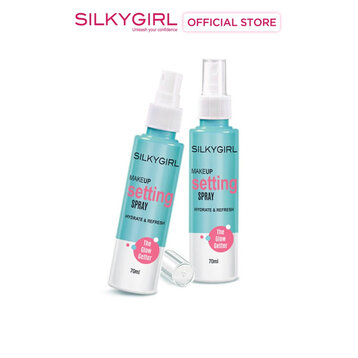 SILKYGIRL
Unleash your confidence
OFFICIAL STORE
SILKYGIRL
MAKEUP
setting
SPRAY
HYDRATE & REFRESH
The
Glow
Getter
70ml
SILKYGIRL
MAKEUP
setting
SPRAY
HYDRATE & REFRESH
The
Glow
Getter
70ml